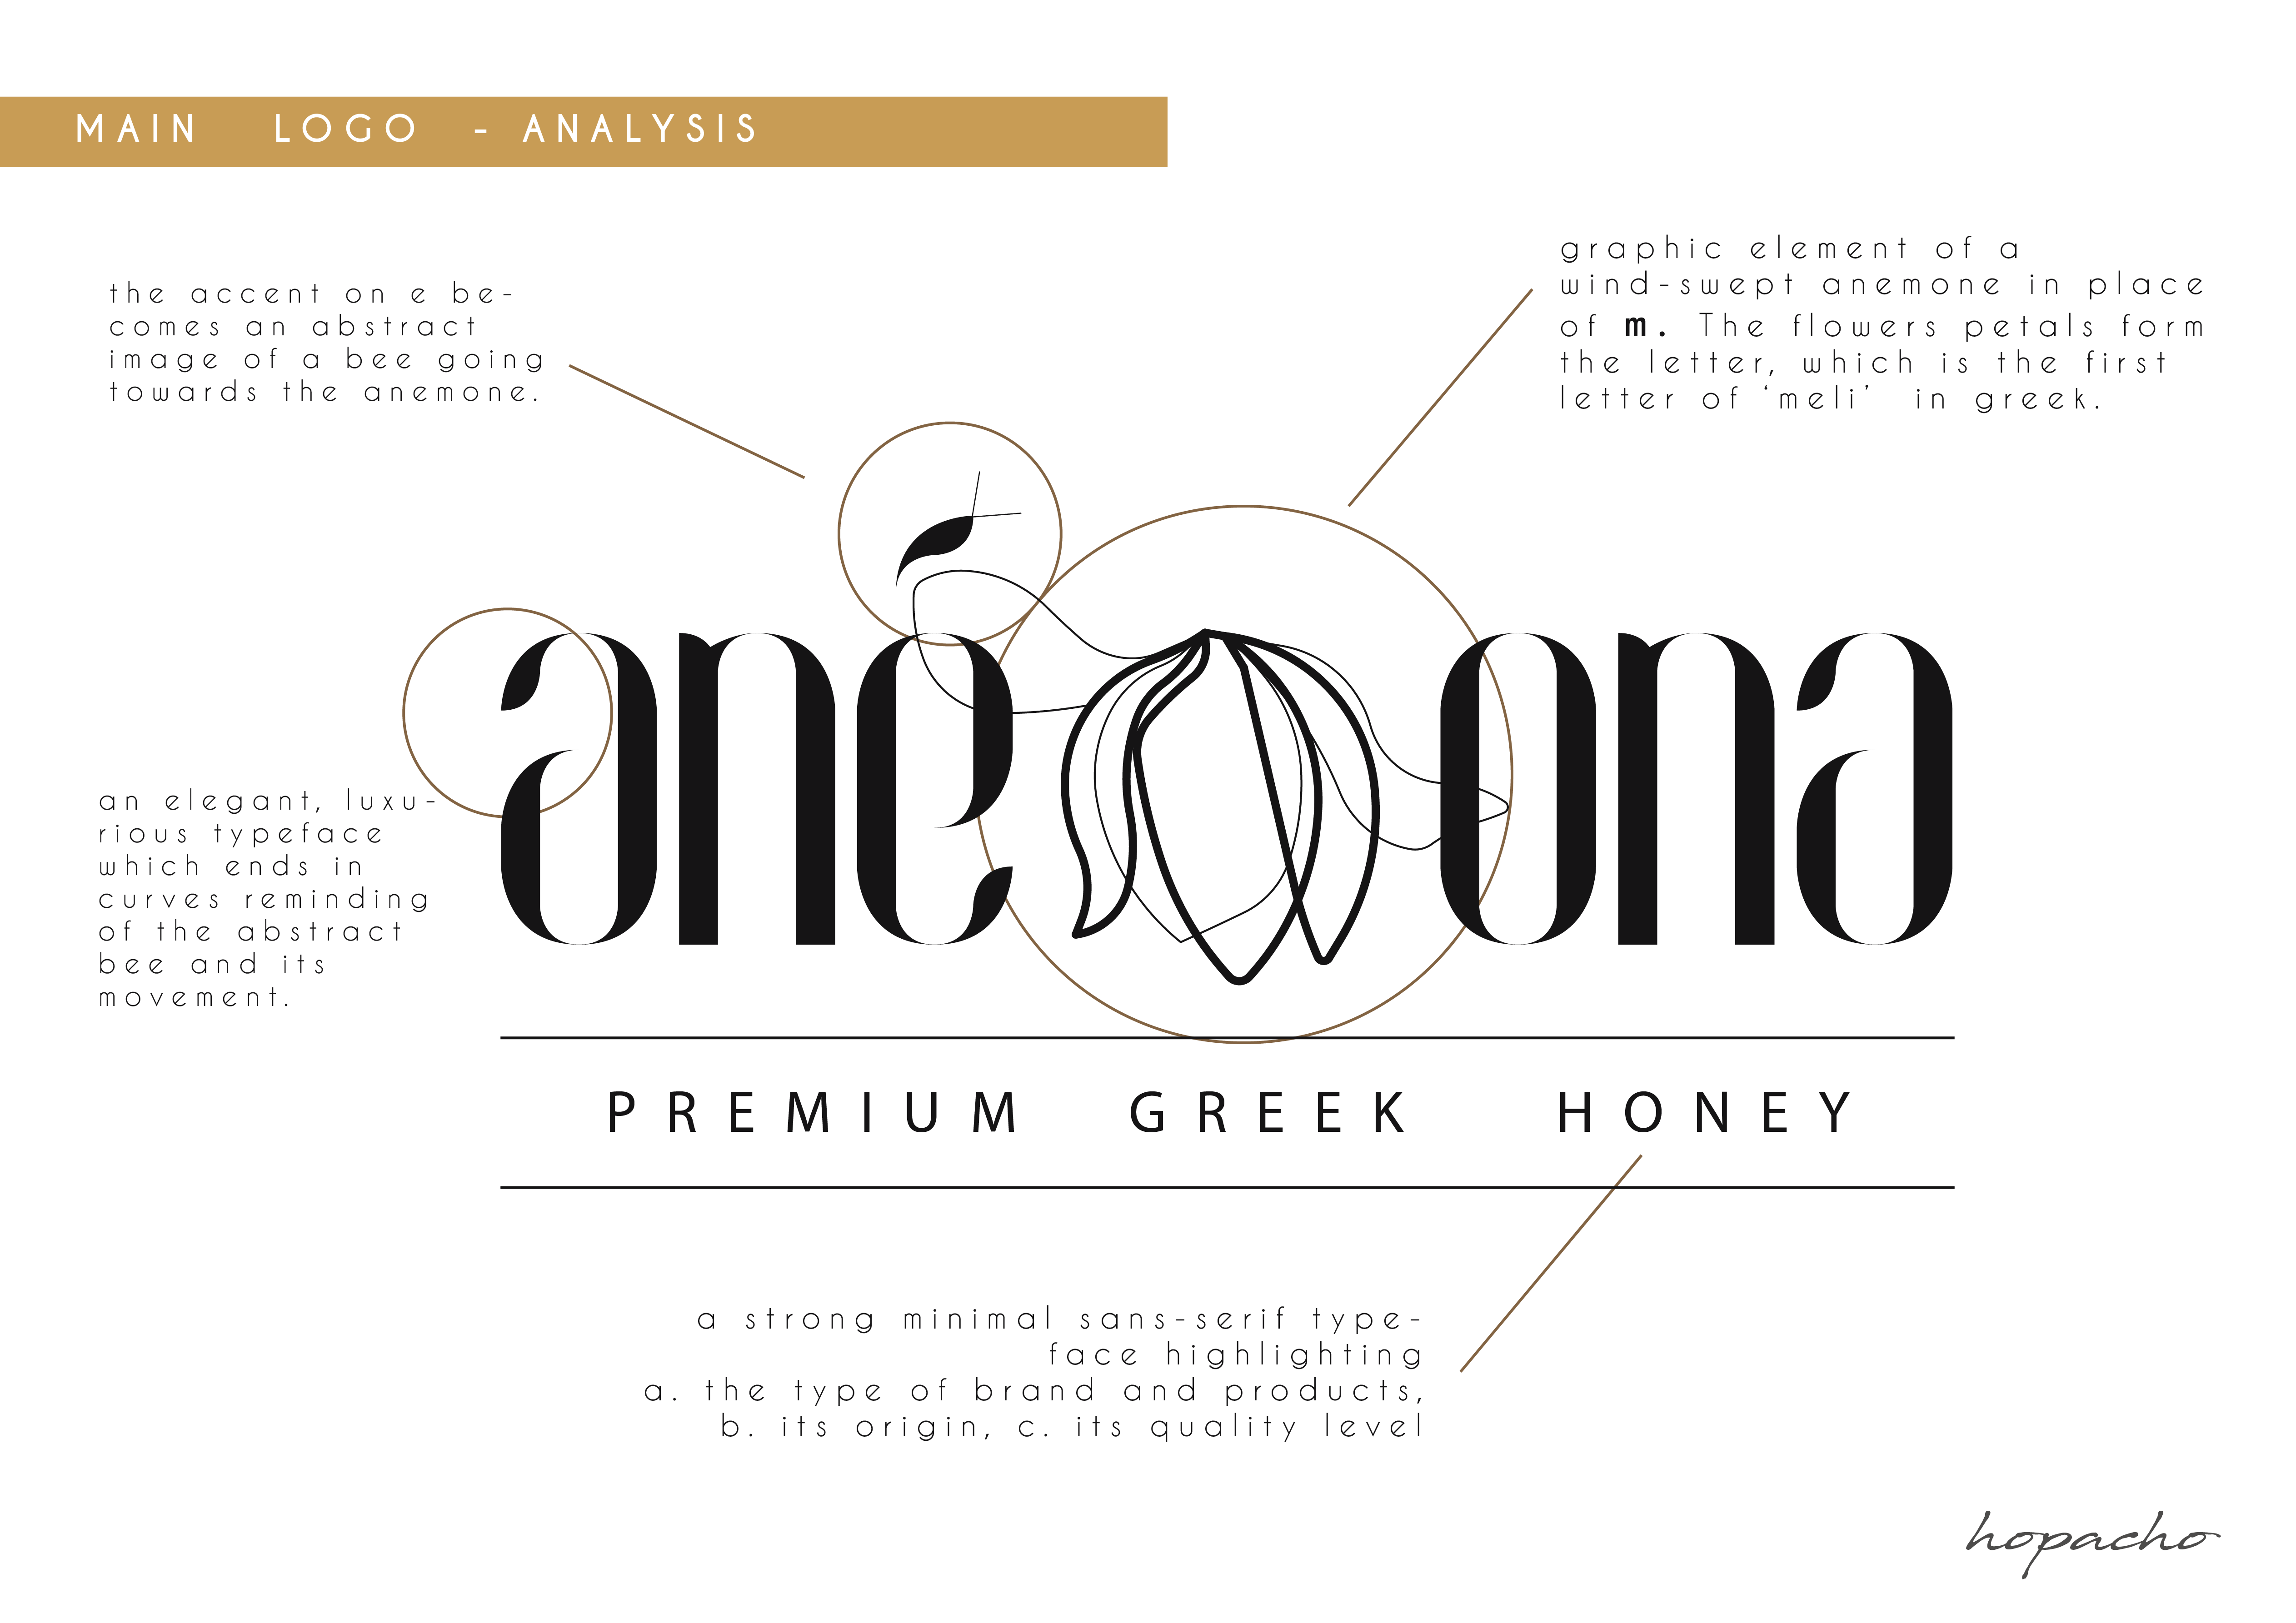 MAIN LOGO - ANALYSIS
the accent on e be-
comes an abstract
image of a bee going
towards the anemone.
graphic element of a
wind-swept anemone in place
of m. The flowers petals form
the letter, which is the first
letter of ‘meli’ in greek.
anémona
an elegant, luxu-
rious typeface
which ends in
curves reminding
of the abstract
bee and its
movement.
PREMIUM GREEK HONEY
a strong minimal sans-serif type-
face highlighting
a. the type of brand and products,
b. its origin, c. its quality level
hopacho